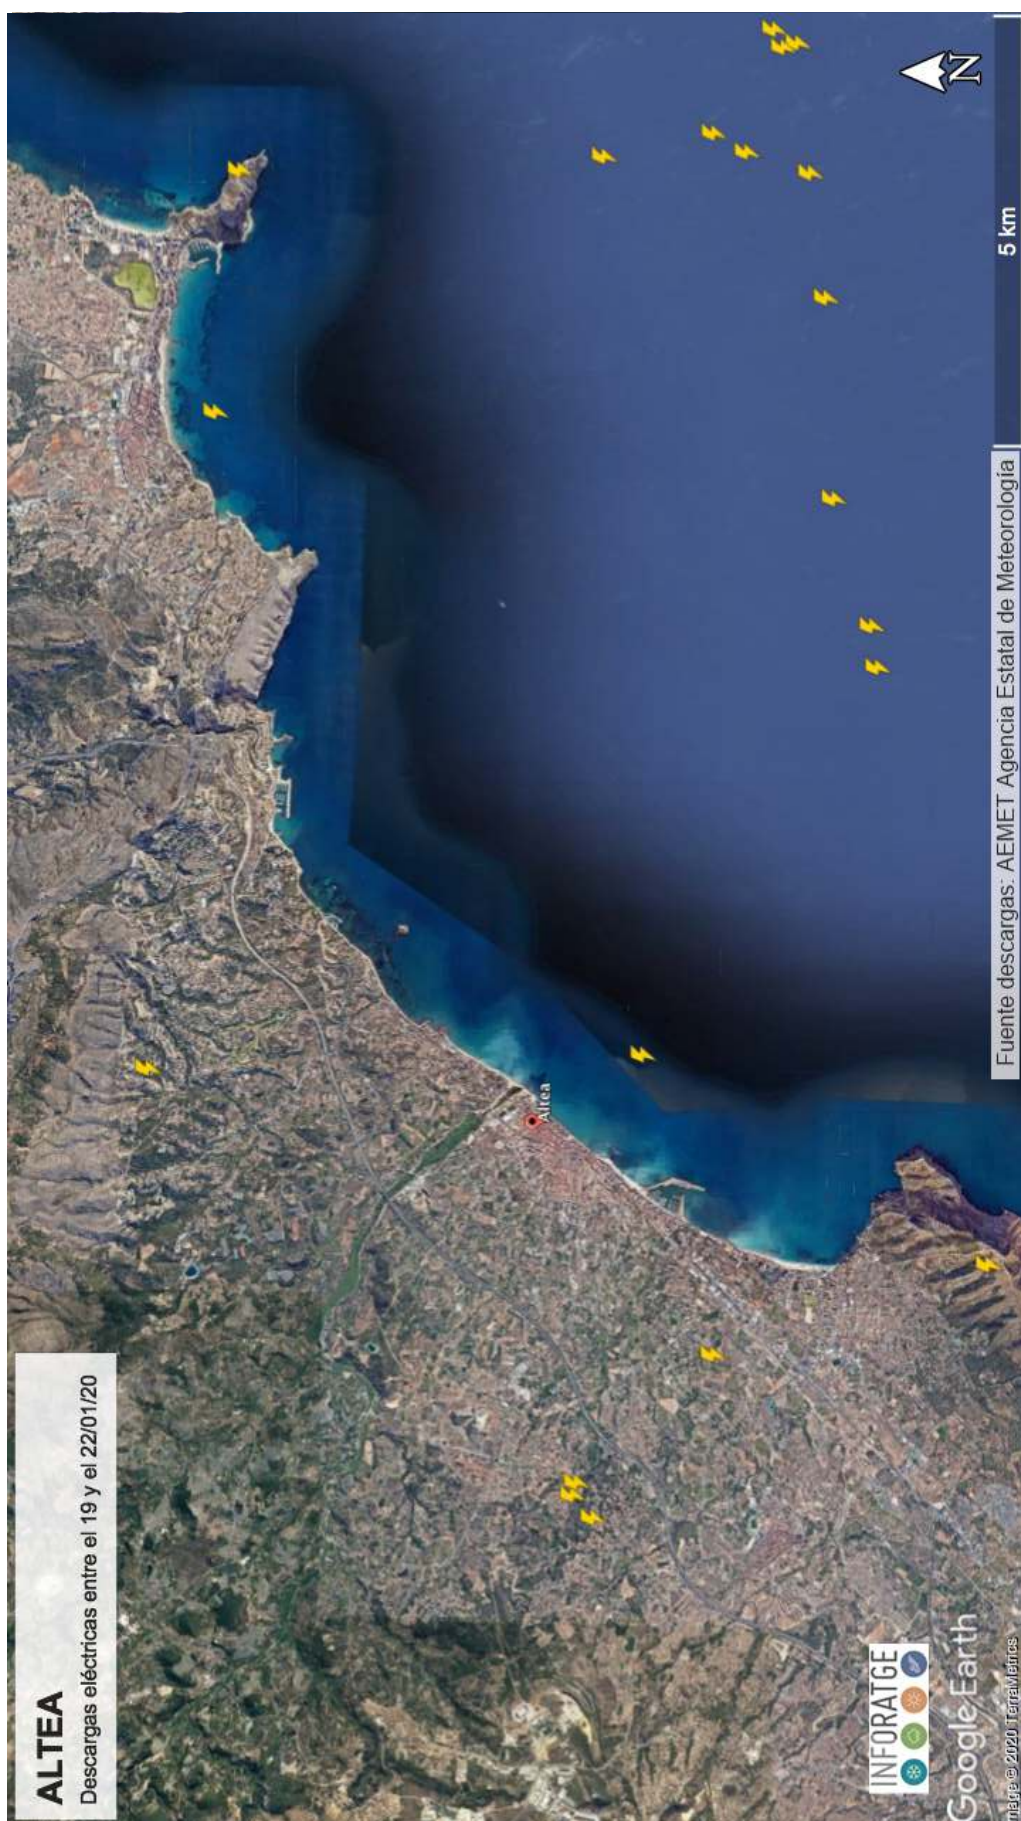 ALTEA
Descargas eléctricas entre el 19 y el 22/01/20
N
Altea
INFORATGE
Google Earth
Image © 2020 TerraMetrics
Fuente descargas: AEMET Agencia Estatal de Meteorología
5 km